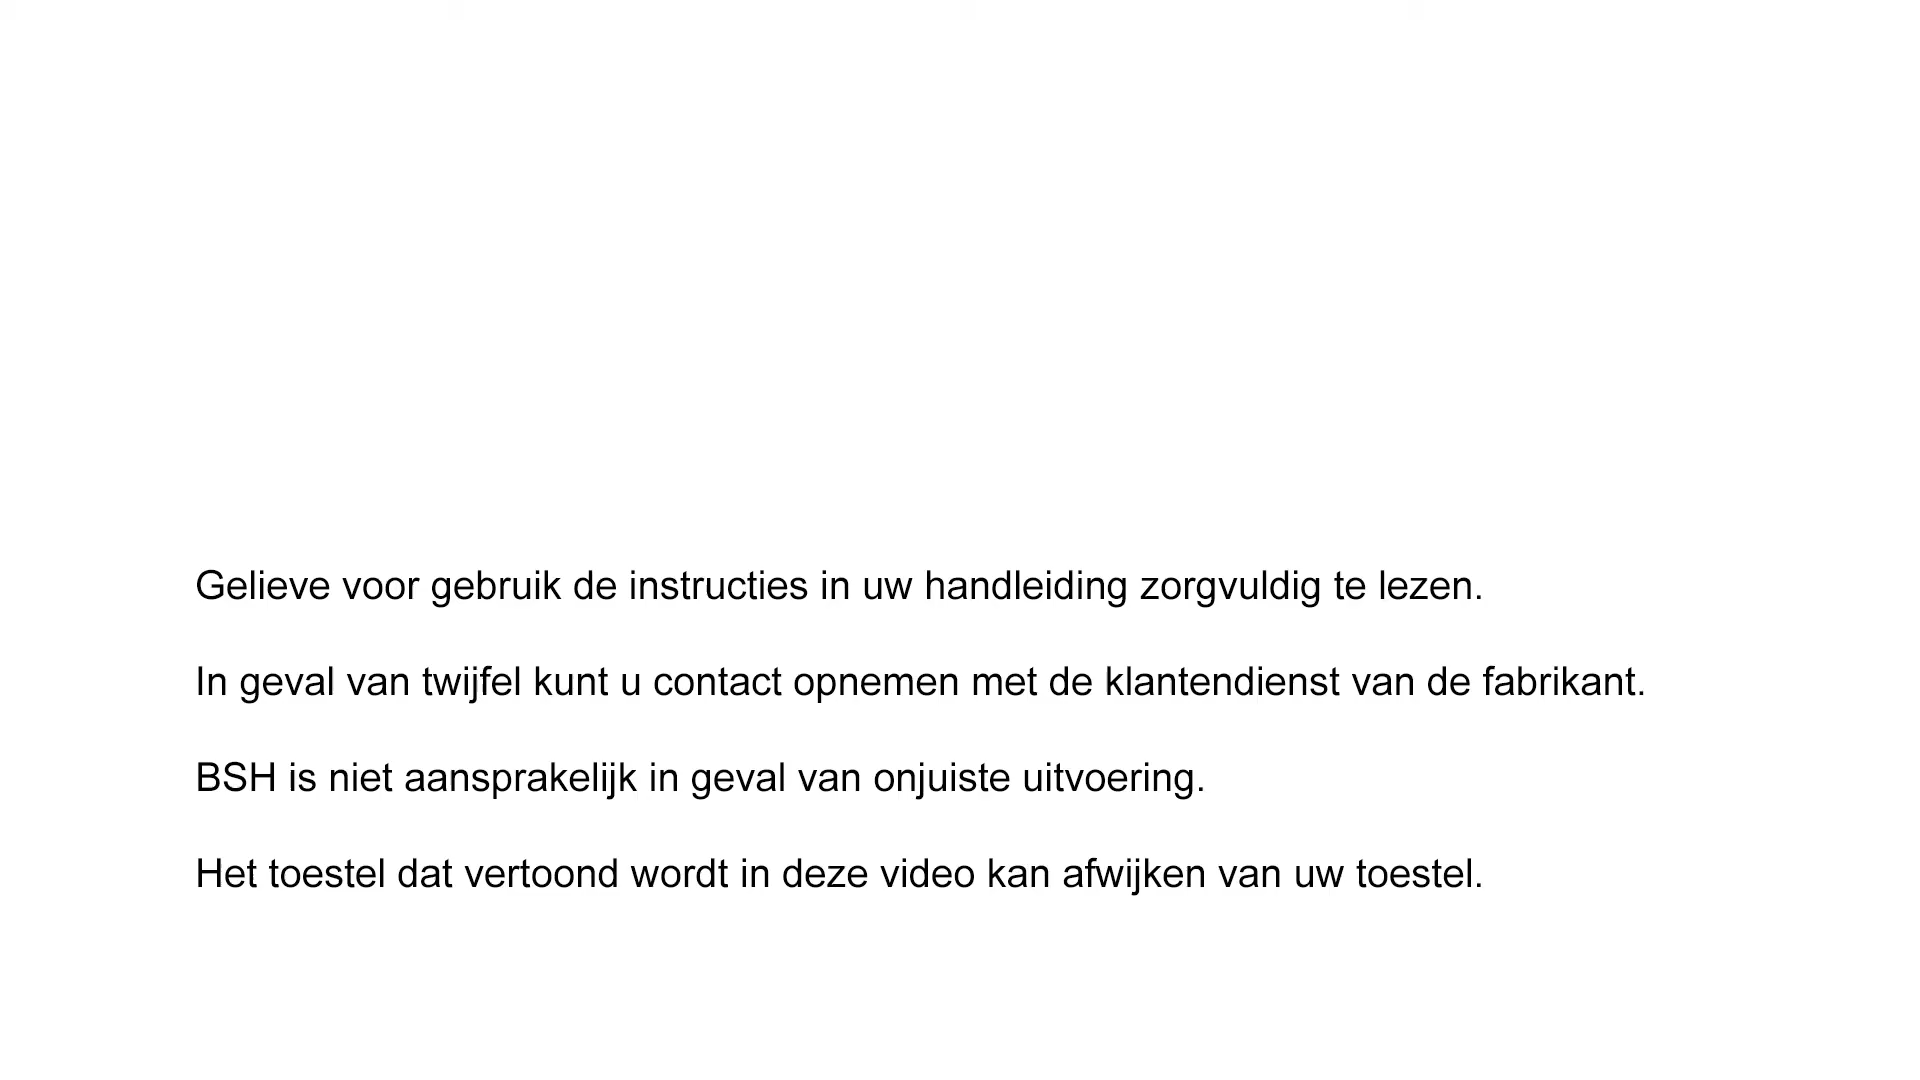 Gelieve voor gebruik de instructies in uw handleiding zorgvuldig te lezen.
In geval van twijfel kunt u contact opnemen met de klantendienst van de fabrikant.
BSH is niet aansprakelijk in geval van onjuiste uitvoering.
Het toestel dat vertoond wordt in deze video kan afwijken van uw toestel.